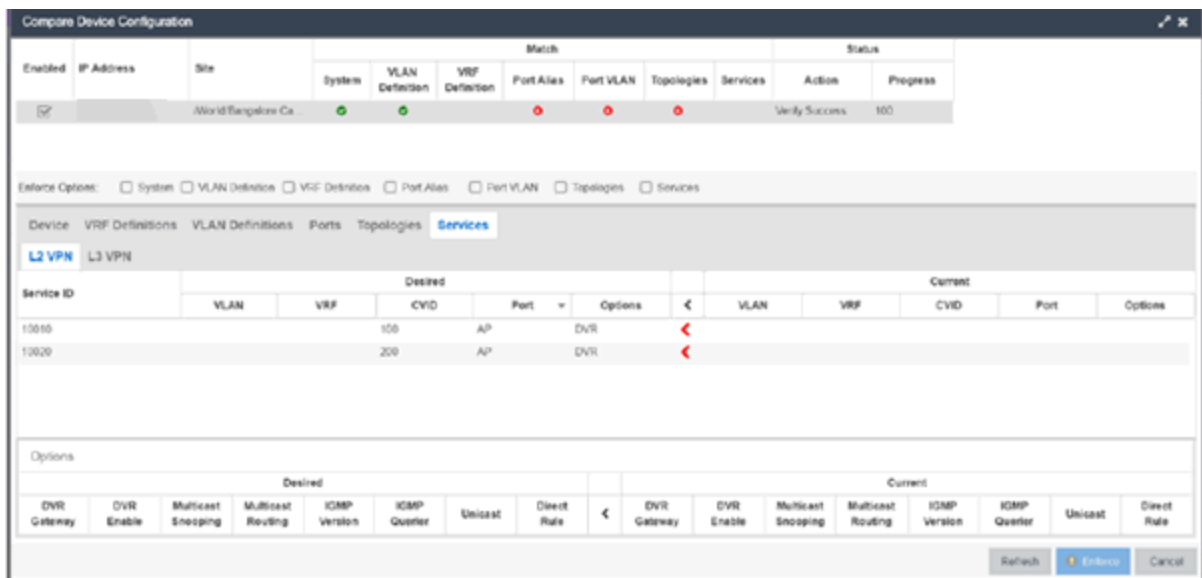 Compare Device Configuration
Match Status
Enabled IP Address Site System VLAN Definition VRF Definition Port Alias Port VLAN Topologies Services Action Progress
/World/Bangalore Ca... Verify Success 100
Enforce Options: System VLAN Definition VRF Definition Port Alias Port VLAN Topologies Services
Device VRF Definitions VLAN Definitions Ports Topologies Services
L2 VPN L3 VPN
Service ID Desired Current
VLAN VRF CVID Port Options < VLAN VRF CVID Port Options
10010 100 AP DVR
10020 200 AP DVR
Options
Desired Current
DVR Gateway DVR Enable Multicast Snooping Multicast Routing IGMP Version IGMP Querier Unicast Direct Rule < DVR Gateway DVR Enable Multicast Snooping Multicast Routing IGMP Version IGMP Querier Unicast Direct Rule
Refresh Enforce Cancel